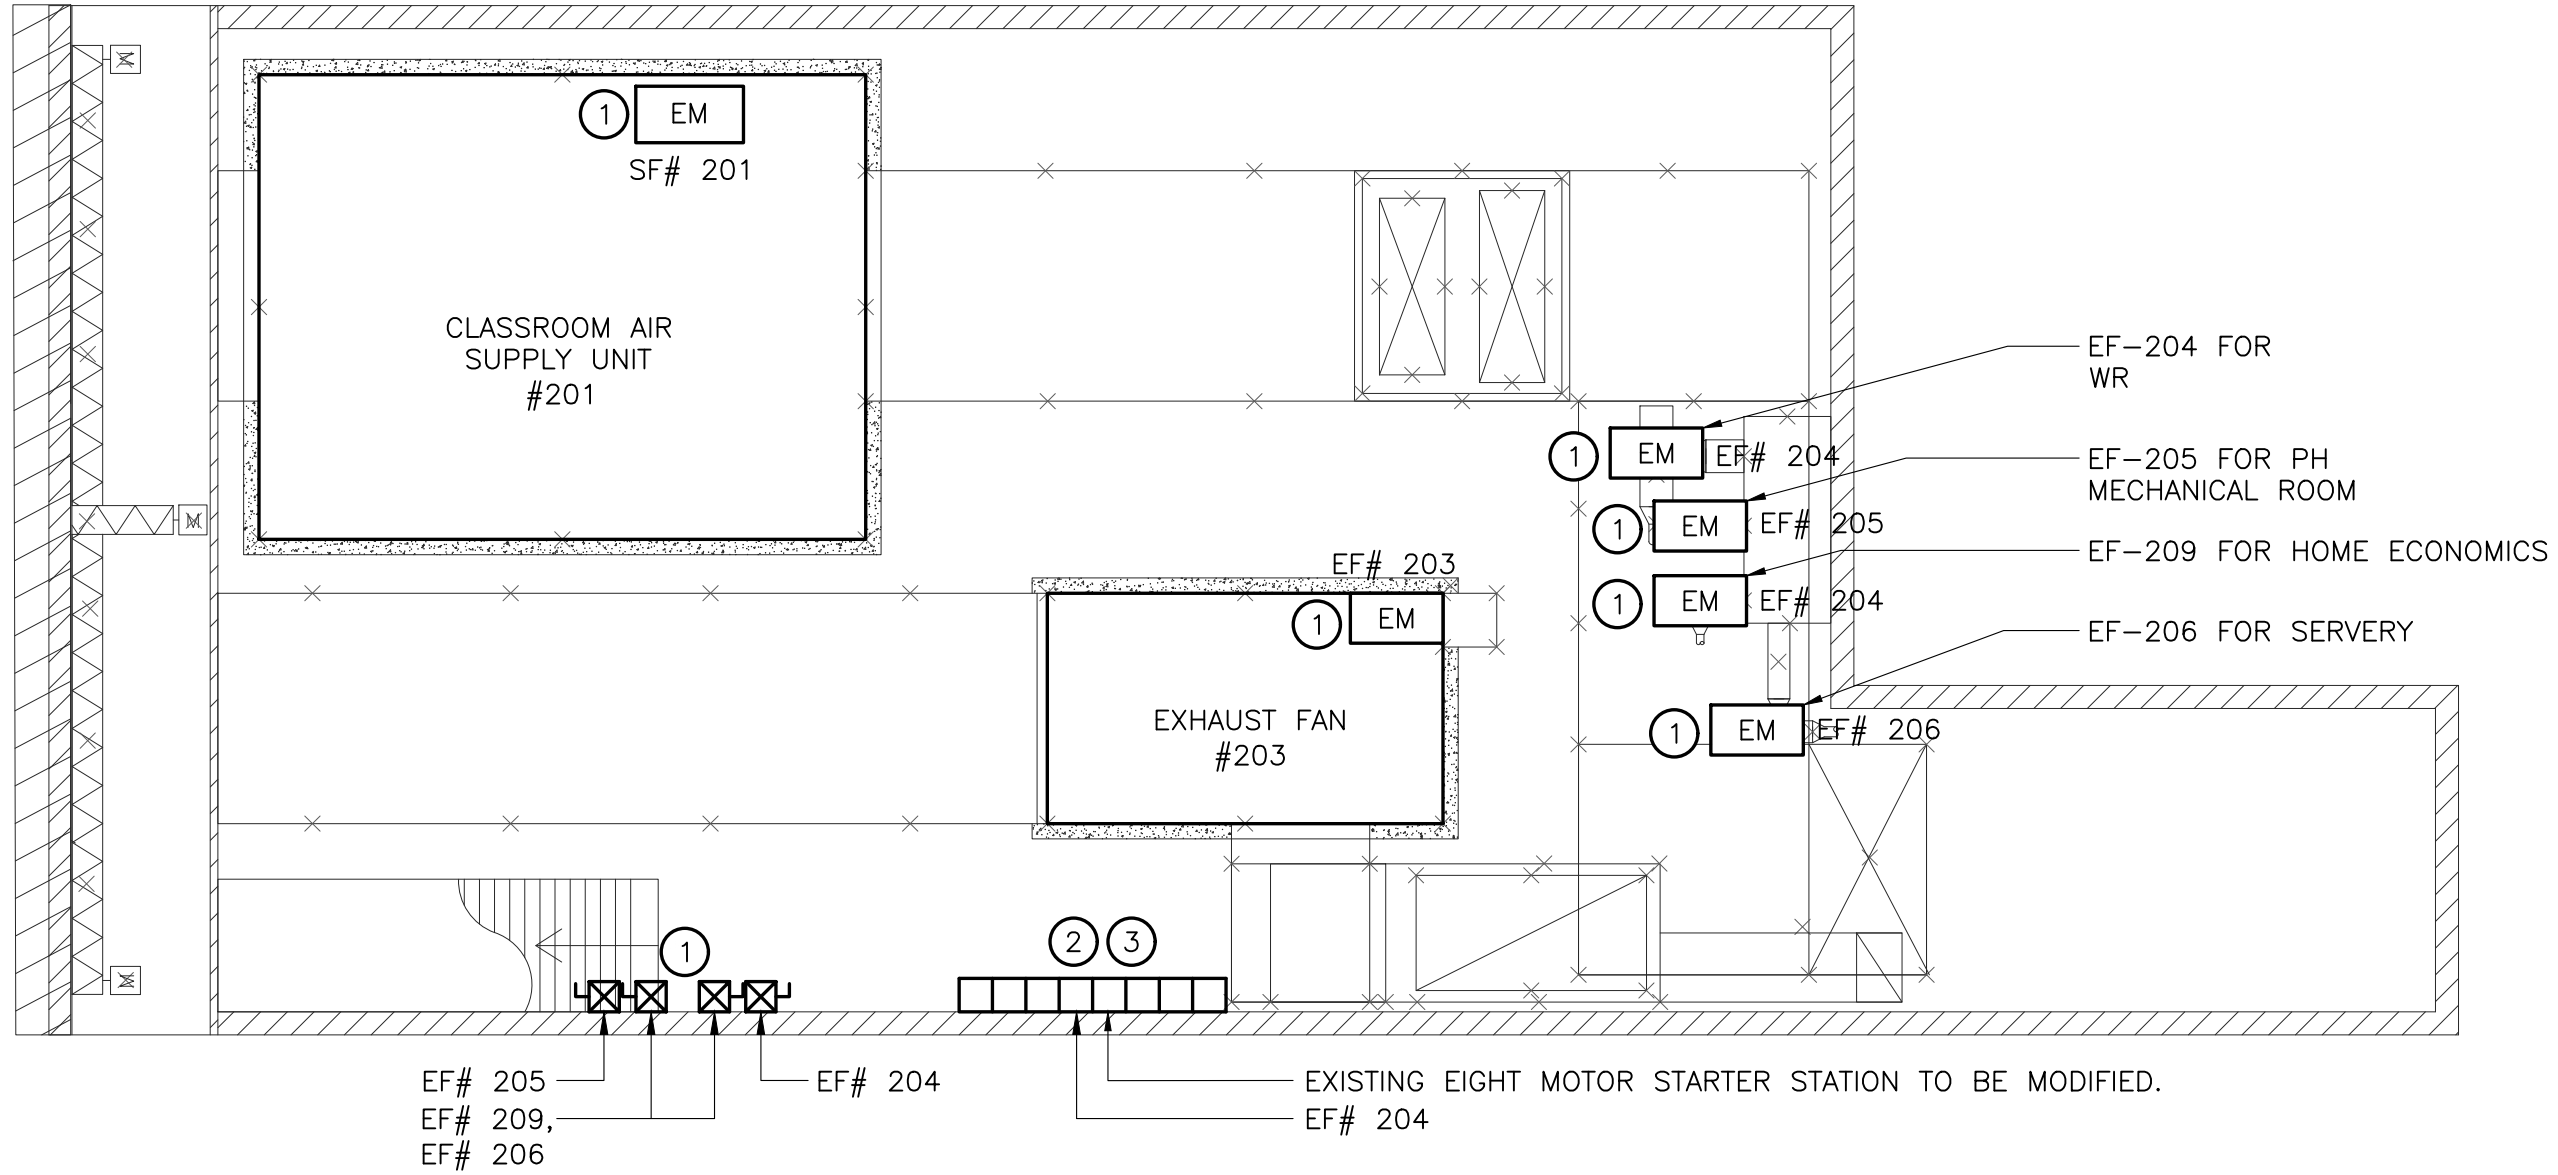 1
EM
SF# 201
CLASSROOM AIR
SUPPLY UNIT
#201
EF-204 FOR
WR
1
EM
EF# 204
EF-205 FOR PH
MECHANICAL ROOM
1
EM
EF# 205
EF-209 FOR HOME ECONOMICS
1
EM
EF# 204
EF-206 FOR SERVERY
1
EM
EF# 206
EF# 203
1
EM
EXHAUST FAN
#203
1
2
3
M
M
M
EF# 205
EF# 209,
EF# 206
EF# 204
EXISTING EIGHT MOTOR STARTER STATION TO BE MODIFIED.
EF# 204